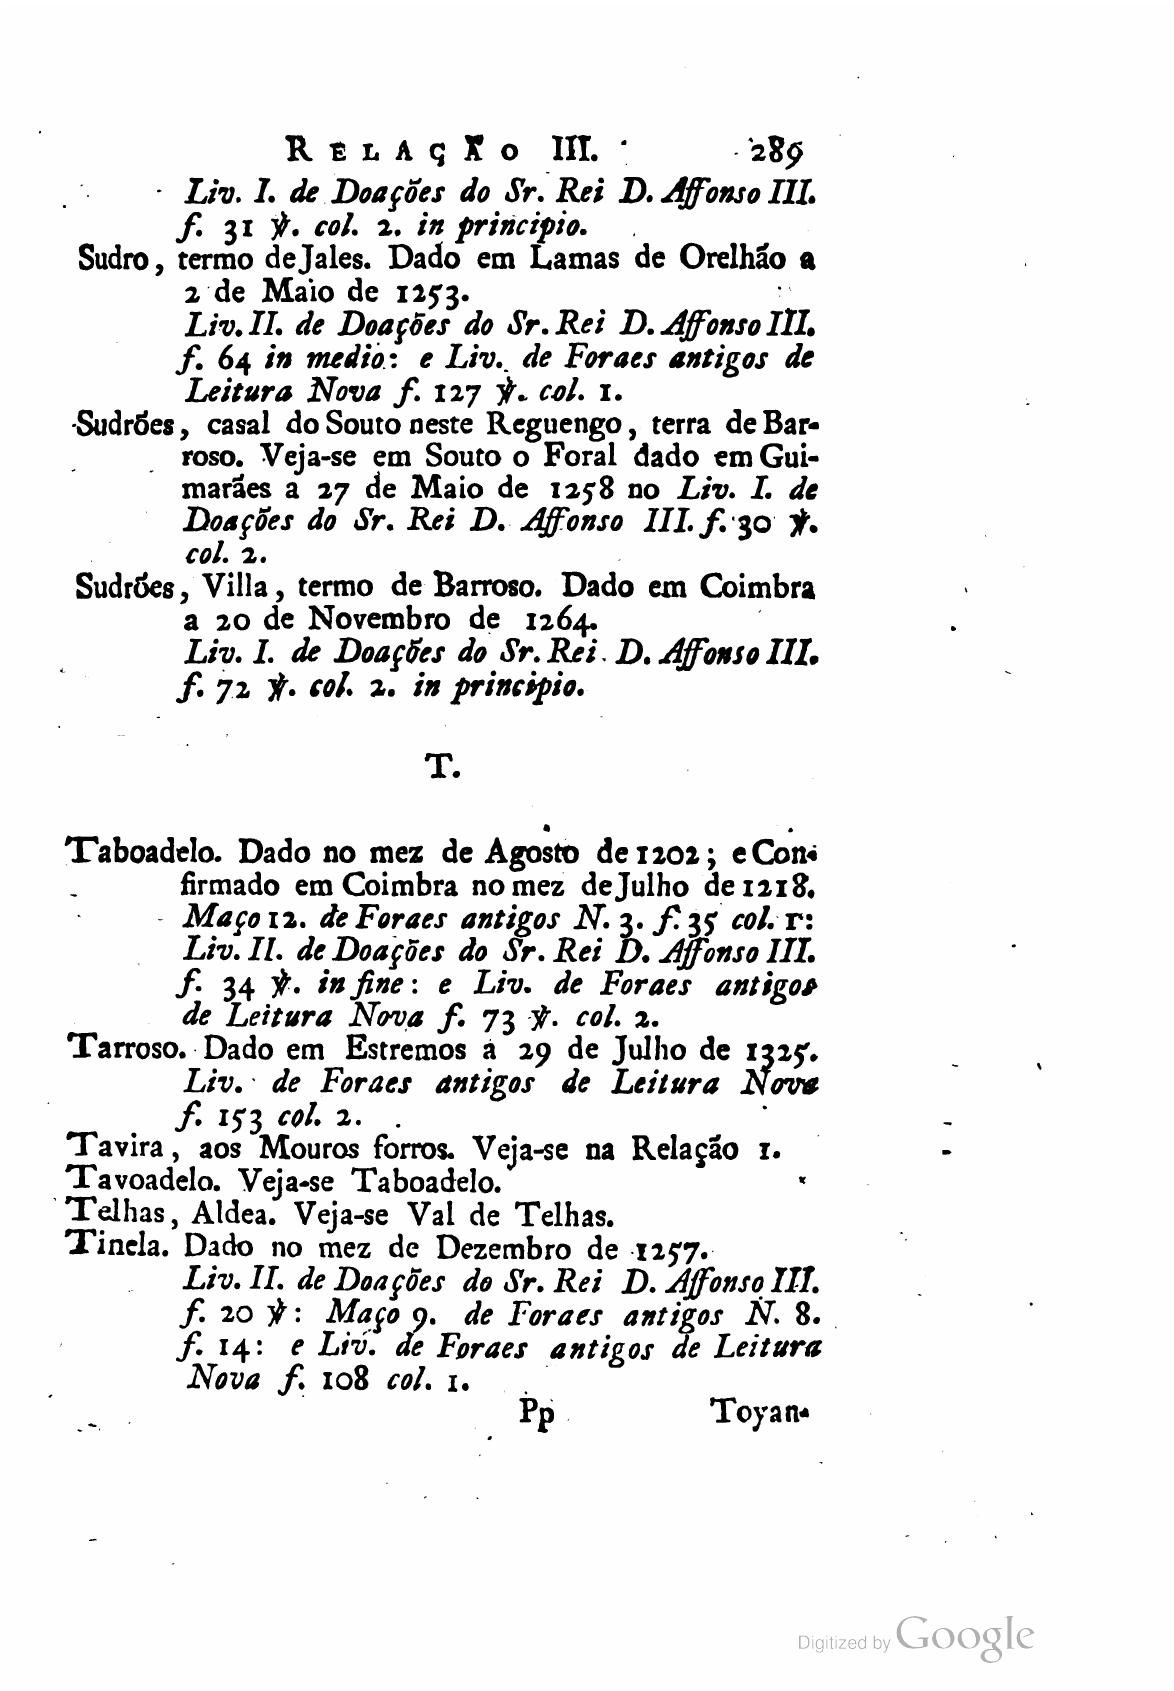 RELAÇÃO III. 289
Liv. I. de Doações do Sr. Rei D. Affonso III.
f. 31 ℣. col. 2. in principio.
Sudro, termo de Jales. Dado em Lamas de Orelhão a
2 de Maio de 1253.
Liv. II. de Doações do Sr. Rei D. Affonso III.
f. 64 in medio: e Liv. de Foraes antigos de
Leitura Nova f. 127 ℣. col. 1.
Sudrões, casal do Souto neste Reguengo, terra de Bar-
roso. Veja-se em Souto o Foral dado em Gui-
marães a 27 de Maio de 1258 no Liv. I. de
Doações do Sr. Rei D. Affonso III. f. 30 ℣.
col. 2.
Sudrões, Villa, termo de Barroso. Dado em Coimbra
a 20 de Novembro de 1264.
Liv. I. de Doações do Sr. Rei D. Affonso III.
f. 72 ℣. col. 2. in principio.
T.
Taboadelo. Dado no mez de Agosto de 1202; e Con-
firmado em Coimbra no mez de Julho de 1218.
Maço 12. de Foraes antigos N. 3. f. 35 col. 1:
Liv. II. de Doações do Sr. Rei D. Affonso III.
f. 34 ℣. in fine: e Liv. de Foraes antigos
de Leitura Nova f. 73 ℣. col. 2.
Tarroso. Dado em Estremos a 29 de Julho de 1325.
Liv. de Foraes antigos de Leitura Nova
f. 153 col. 2.
Tavira, aos Mouros forros. Veja-se na Relação 1.
Tavoadelo. Veja-se Taboadelo.
Telhas, Aldea. Veja-se Val de Telhas.
Tinela. Dado no mez de Dezembro de 1257.
Liv. II. de Doações do Sr. Rei D. Affonso III.
f. 20 ℣: Maço 9. de Foraes antigos N. 8.
f. 14: e Liv. de Foraes antigos de Leitura
Nova f. 108 col. 1.
Pp Toyan-
Digitized by Google